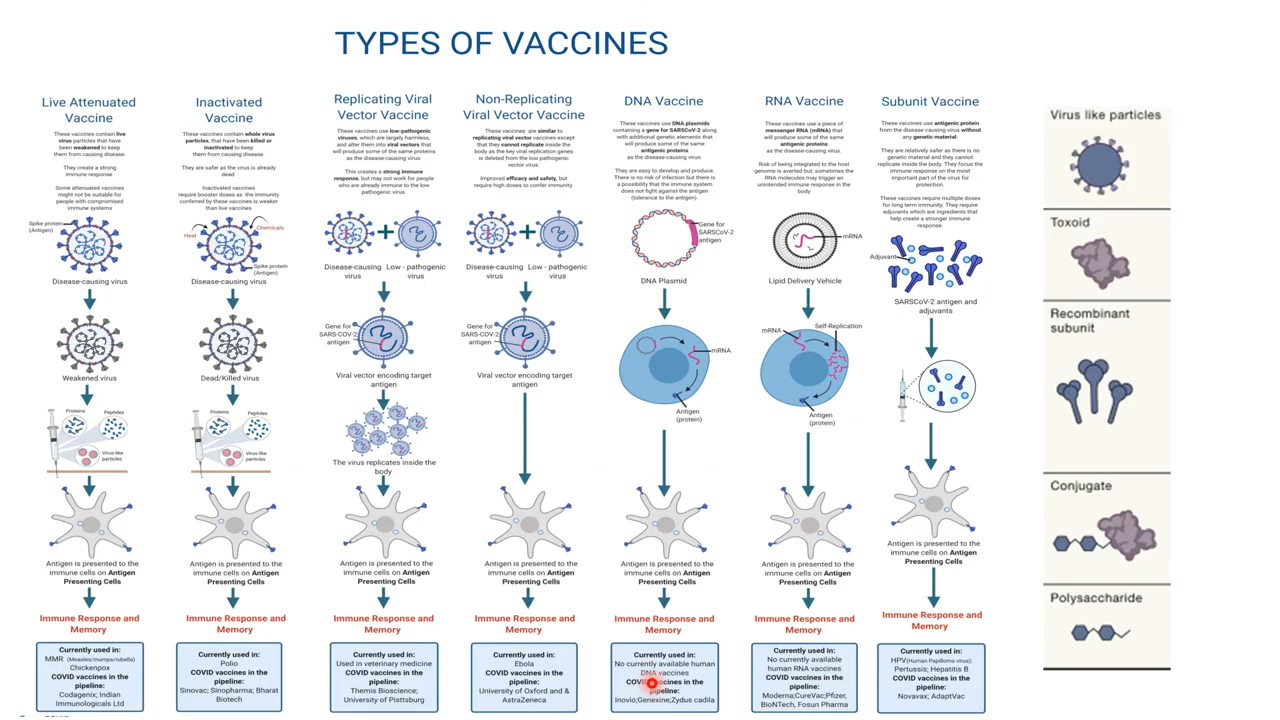 TYPES OF VACCINES
Live Attenuated
Vaccine
These vaccines contain live
virus particles that have
been weakened to keep
them from causing disease.
They create a strong
immune response
Some attenuated vaccines
might not be suitable for
people with compromised
immune systems
Spike protein
(Antigen)
Disease-causing virus
Weakened virus
Proteins
Peptides
Virus-like
particles
Antigen is presented to the
immune cells on Antigen
Presenting Cells
Immune Response and
Memory
Currently used in:
MMR (Measles/mumps/rubella)
Chickenpox
COVID vaccines in the
pipeline:
Codagenix; Indian
Immunologicals Ltd
Inactivated
Vaccine
These vaccines contain whole virus
particles, that have been killed or
inactivated to keep
them from causing disease.
They are safer as the virus is already
dead
Inactivated vaccines
require booster doses as the immunity
conferred by these vaccines is weaker
than live vaccines
Heat
Chemicals
Spike protein
(Antigen)
Disease-causing virus
Dead/Killed virus
Proteins
Peptides
Virus-like
particles
Antigen is presented to the
immune cells on Antigen
Presenting Cells
Immune Response and
Memory
Currently used in:
Polio
COVID vaccines in the
pipeline:
Sinovac; Sinopharma; Bharat
Biotech
Replicating Viral
Vector Vaccine
These vaccines use low-pathogenic
viruses, which are largely harmless,
and alter them into viral vectors that
will produce some of the same proteins
as the disease-causing virus.
This creates a strong immune
response, but may not work for people
who are already immune to the low
pathogenic virus.
Disease-causing
virus
Low - pathogenic
virus
Gene for
SARS-COV-2
antigen
Viral vector encoding target
antigen
The virus replicates inside the
body
Antigen is presented to the
immune cells on Antigen
Presenting Cells
Immune Response and
Memory
Currently used in:
Used in veterinary medicine
COVID vaccines in the
pipeline:
Themis Bioscience;
University of Pisttsburg
Non-Replicating
Viral Vector Vaccine
These vaccines are similar to
replicating viral vector vaccines except
that they cannot replicate inside the
body as the key viral replication genes
is deleted from the low pathogenic
vector virus.
Improved efficacy and safety, but
require high doses to confer immunity
Disease-causing
virus
Low - pathogenic
virus
Gene for
SARS-COV-2
antigen
Viral vector encoding target
antigen
Antigen is presented to the
immune cells on Antigen
Presenting Cells
Immune Response and
Memory
Currently used in:
Ebola
COVID vaccines in the
pipeline:
University of Oxford and &
AstraZeneca
DNA Vaccine
These vaccines use DNA plasmids
containing a gene for SARSCoV-2 along
with additional genetic elements that
will produce some of the same
antigenic proteins
as the disease-causing virus.
They are easy to develop and produce.
There is no risk of infection but there is
a possibility that the immune system
does not fight against the antigen
(tolerance to the antigen).
Gene for
SARSCoV-2
antigen
DNA Plasmid
mRNA
Antigen
(protein)
Antigen is presented to the
immune cells on Antigen
Presenting Cells
Immune Response and
Memory
Currently used in:
No currently available human
DNA vaccines
COVID vaccines in the
pipeline:
Inovio;Genexine;Zydus cadila
RNA Vaccine
These vaccines use a piece of
messenger RNA (mRNA) that
will produce some of the same
antigenic proteins
as the disease-causing virus.
Risk of being integrated to the host
genome is averted but, sometimes the
RNA molecules may trigger an
unintended immune response in the
body
mRNA
Lipid Delivery Vehicle
mRNA
Self-Replication
Antigen
(protein)
Antigen is presented to the
immune cells on Antigen
Presenting Cells
Immune Response and
Memory
Currently used in:
No currently available
human RNA vaccines
COVID vaccines in the
pipeline:
Moderna;CureVac;Pfizer,
BioNTech, Fosun Pharma
Subunit Vaccine
These vaccines use antigenic protein
from the disease causing virus without
any genetic material.
They are relatively safer as there is no
genetic material and they cannot
replicate inside the body. They focus the
immune response on the most
important part of the virus for
protection.
These vaccines require multiple doses
for long term immunity. They require
adjuvants which are ingredients that
help create a stronger immune
response.
Adjuvant
SARSCoV-2 antigen and
adjuvants
Antigen is presented to the
immune cells on Antigen
Presenting Cells
Immune Response and
Memory
Currently used in:
HPV(Human Papilloma virus);
Pertussis; Hepatitis B
COVID vaccines in the
pipeline:
Novavax; AdaptVac
Virus like particles
Toxoid
Recombinant
subunit
Conjugate
Polysaccharide